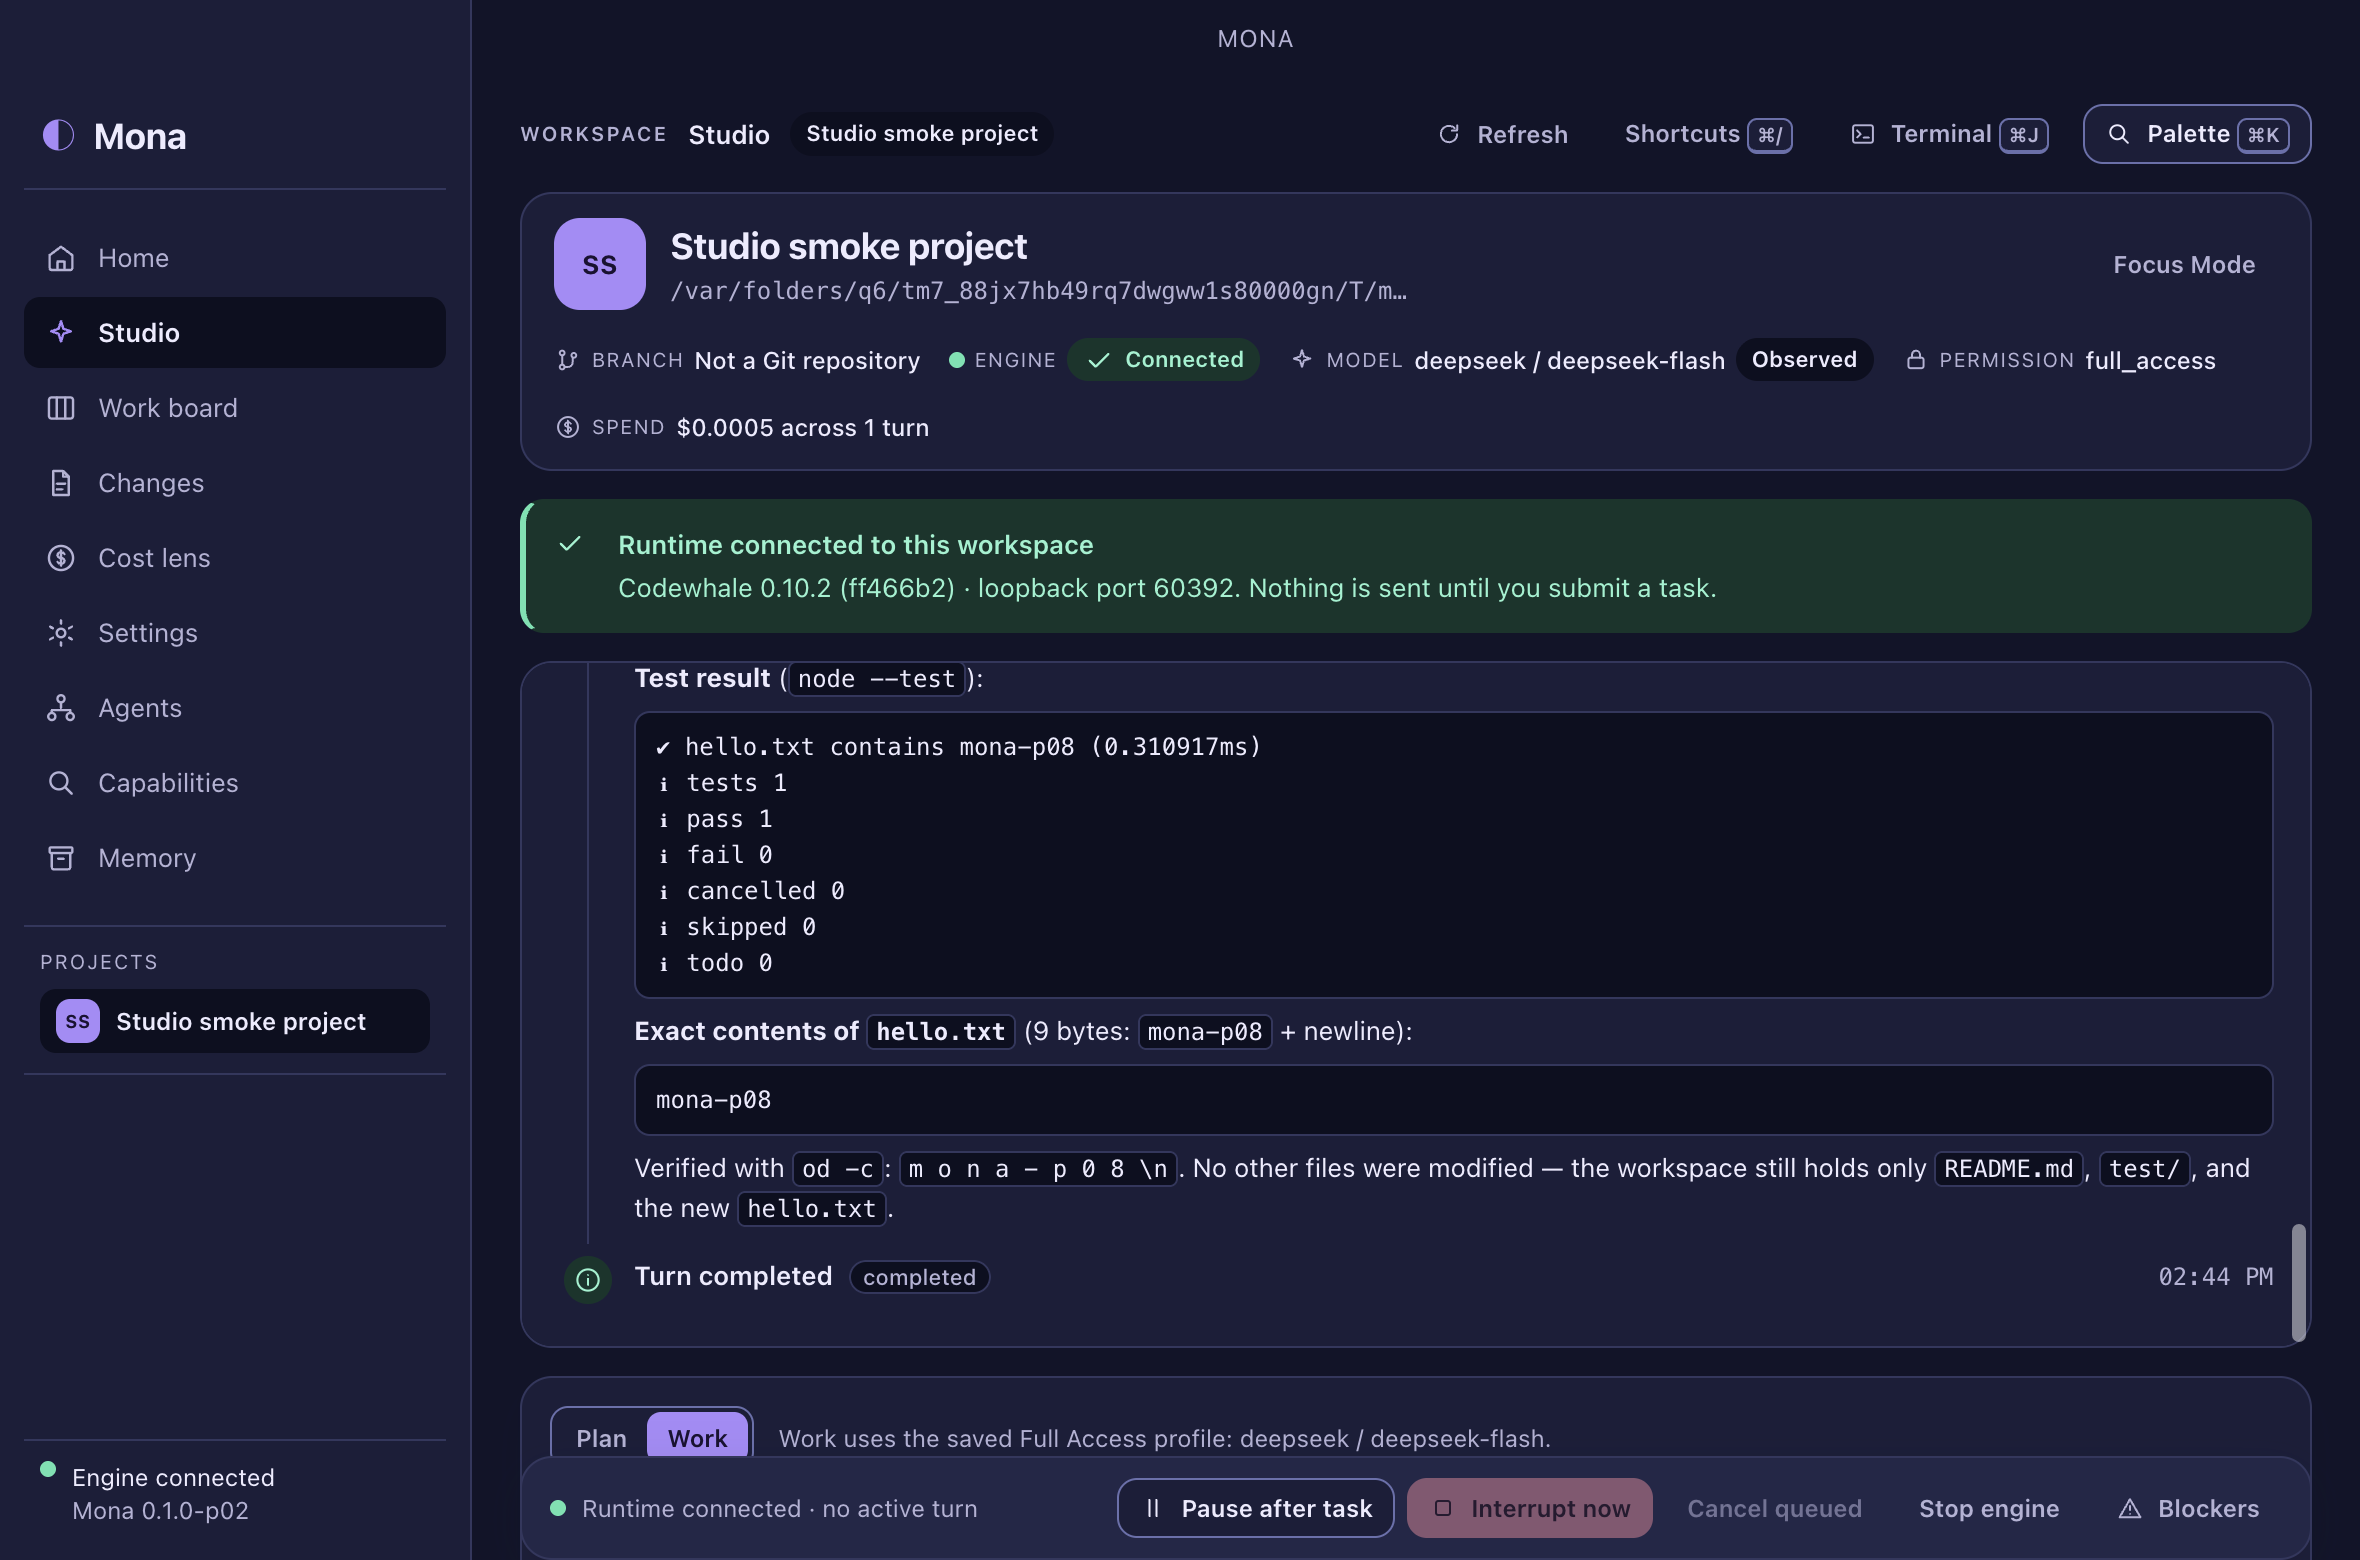 MONA
Mona
Home
Studio
Work board
Changes
Cost lens
Settings
Agents
Capabilities
Memory
PROJECTS
SS Studio smoke project
Engine connected
Mona 0.1.0-p02
WORKSPACE Studio Studio smoke project Refresh Shortcuts ⌘/ Terminal ⌘J Palette ⌘K
SS
Studio smoke project
/var/folders/q6/tm7_88jx7hb49rq7dwgww1s80000gn/T/m…
Focus Mode
BRANCH Not a Git repository ENGINE Connected MODEL deepseek / deepseek-flash Observed PERMISSION full_access
SPEND $0.0005 across 1 turn
Runtime connected to this workspace
Codewhale 0.10.2 (ff466b2) · loopback port 60392. Nothing is sent until you submit a task.
Test result (node --test):
✔ hello.txt contains mona-p08 (0.310917ms)
ℹ tests 1
ℹ pass 1
ℹ fail 0
ℹ cancelled 0
ℹ skipped 0
ℹ todo 0
Exact contents of hello.txt (9 bytes: mona-p08 + newline):
mona-p08
Verified with od -c: m o n a - p 0 8 \n. No other files were modified — the workspace still holds only README.md, test/, and
the new hello.txt.
Turn completed completed 02:44 PM
Plan Work Work uses the saved Full Access profile: deepseek / deepseek-flash.
Runtime connected · no active turn Pause after task Interrupt now Cancel queued Stop engine Blockers